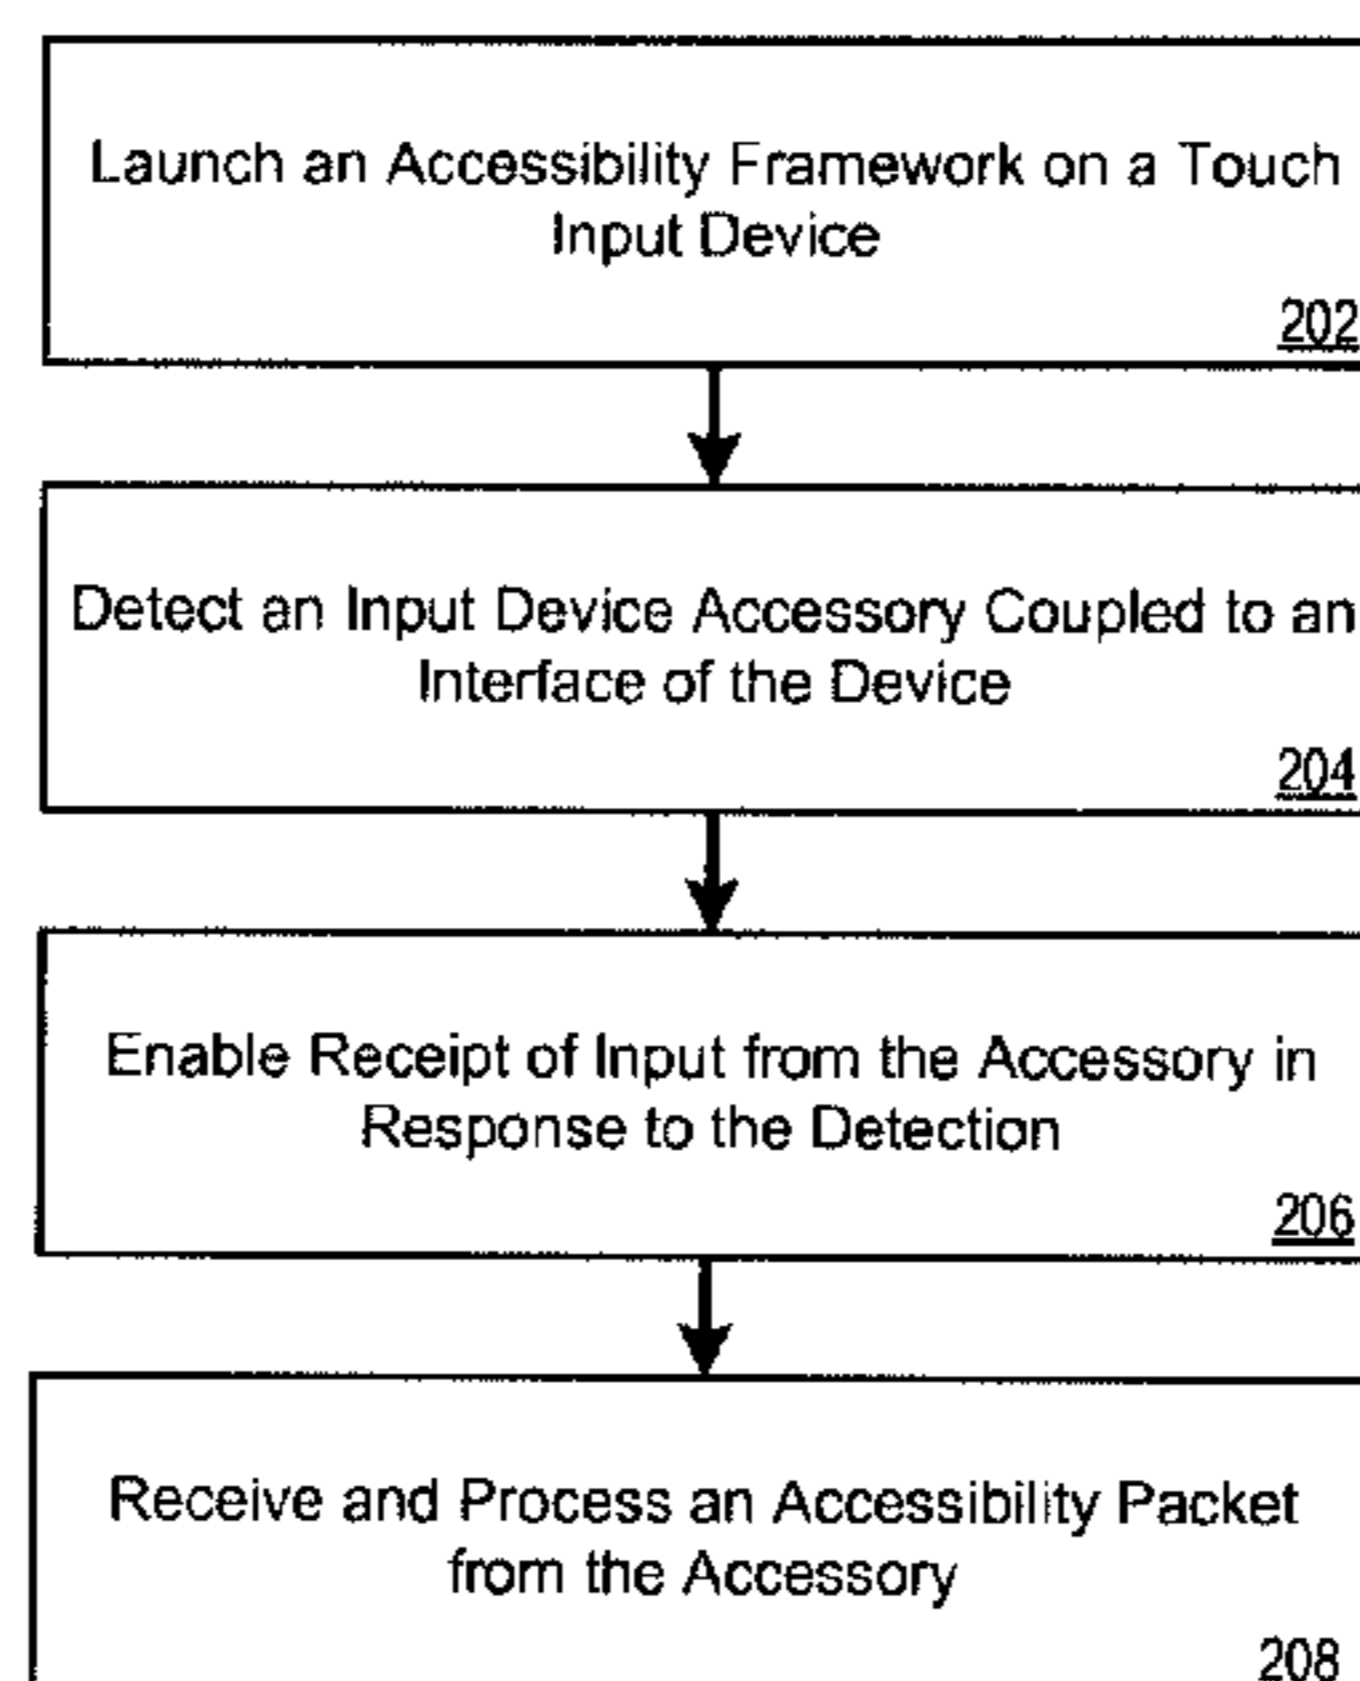 Launch an Accessibility Framework on a Touch
Input Device
202
Detect an Input Device Accessory Coupled to an
Interface of the Device
204
Enable Receipt of Input from the Accessory in
Response to the Detection
206
Receive and Process an Accessibility Packet
from the Accessory
208